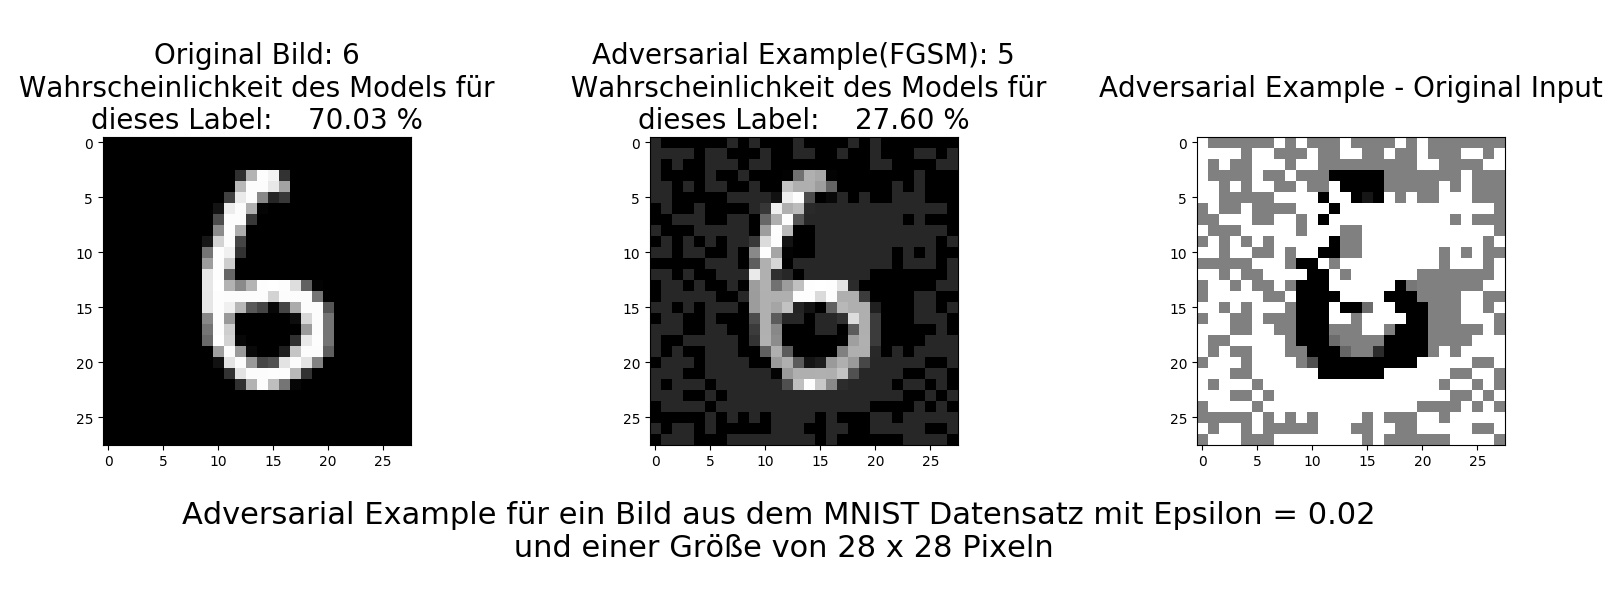 Original Bild: 6
Wahrscheinlichkeit des Models für
dieses Label: 70.03 %
Adversarial Example(FGSM): 5
Wahrscheinlichkeit des Models für
dieses Label: 27.60 %
Adversarial Example - Original Input
0
5
10
15
20
25
0 5 10 15 20 25
6
0
5
10
15
20
25
0 5 10 15 20 25
6
0
5
10
15
20
25
0 5 10 15 20 25
Adversarial Example für ein Bild aus dem MNIST Datensatz mit Epsilon = 0.02
und einer Größe von 28 x 28 Pixeln